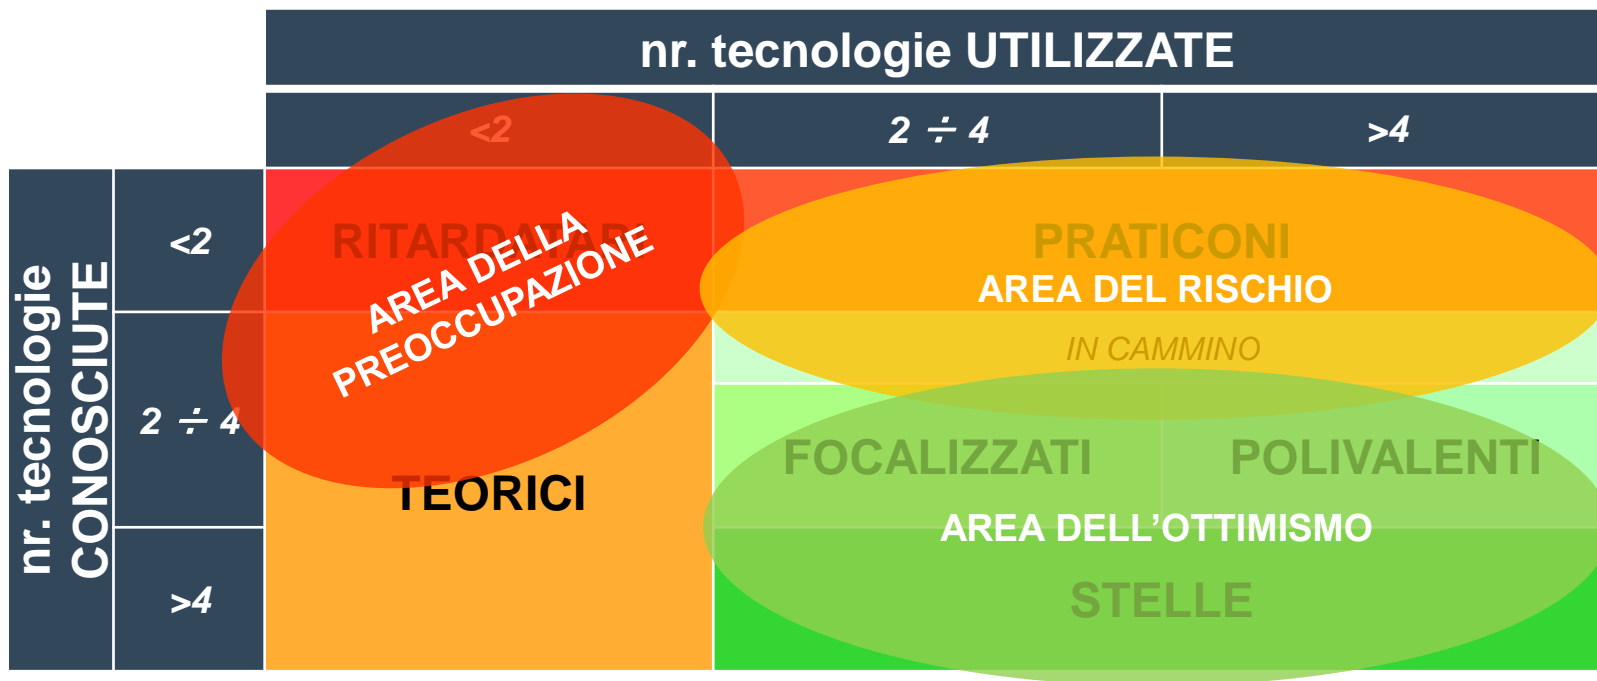 nr. tecnologie UTILIZZATE
<2
2 ÷ 4
>4
nr. tecnologie
CONOSCIUTE
<2
2 ÷ 4
>4
RITARDATARI
AREA DELLA
PREOCCUPAZIONE
TEORICI
PRATICONI
AREA DEL RISCHIO
IN CAMMINO
FOCALIZZATI
POLIVALENTI
AREA DELL’OTTIMISMO
STELLE